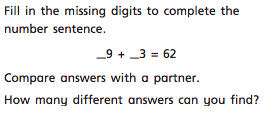 Fill in the missing digits to complete the
number sentence.
_9 + _3 = 62
Compare answers with a partner.
How many different answers can you find?